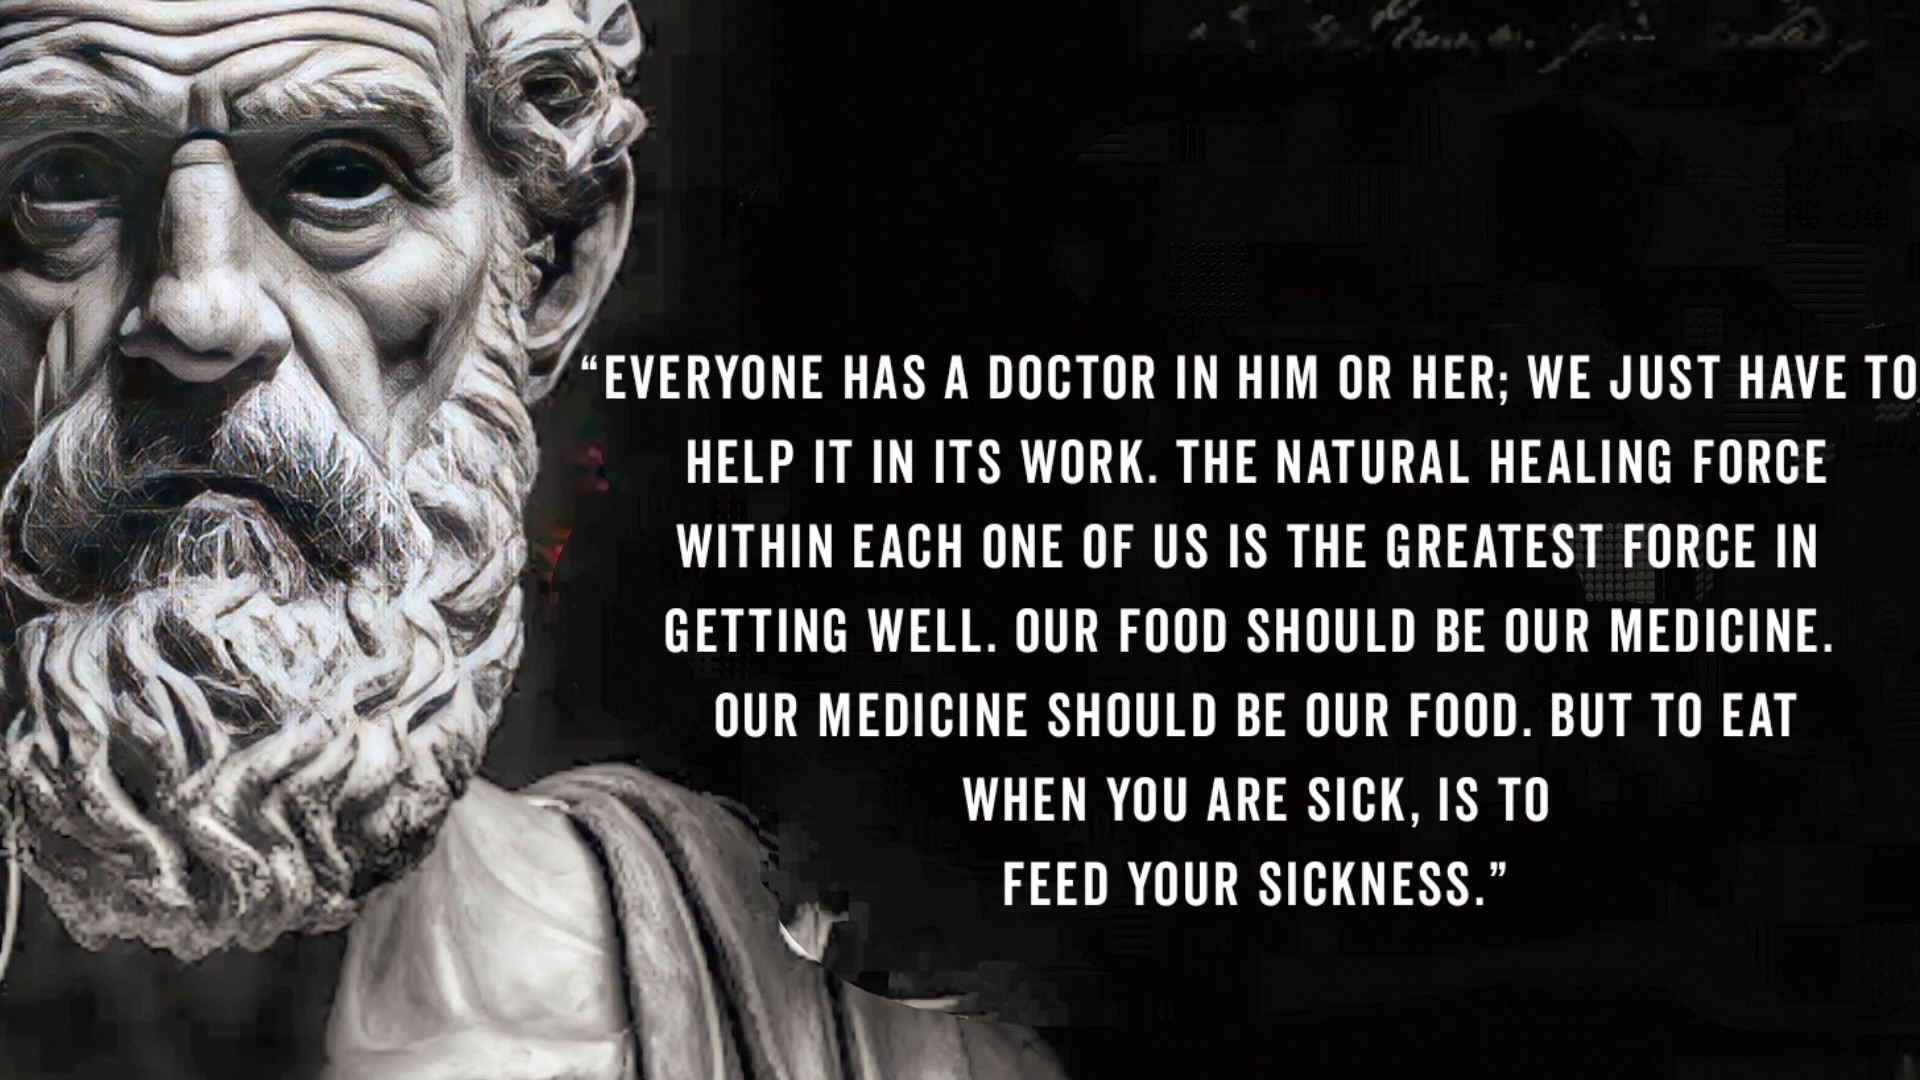 “EVERYONE HAS A DOCTOR IN HIM OR HER; WE JUST HAVE TO
HELP IT IN ITS WORK. THE NATURAL HEALING FORCE
WITHIN EACH ONE OF US IS THE GREATEST FORCE IN
GETTING WELL. OUR FOOD SHOULD BE OUR MEDICINE.
OUR MEDICINE SHOULD BE OUR FOOD. BUT TO EAT
WHEN YOU ARE SICK, IS TO
FEED YOUR SICKNESS.”